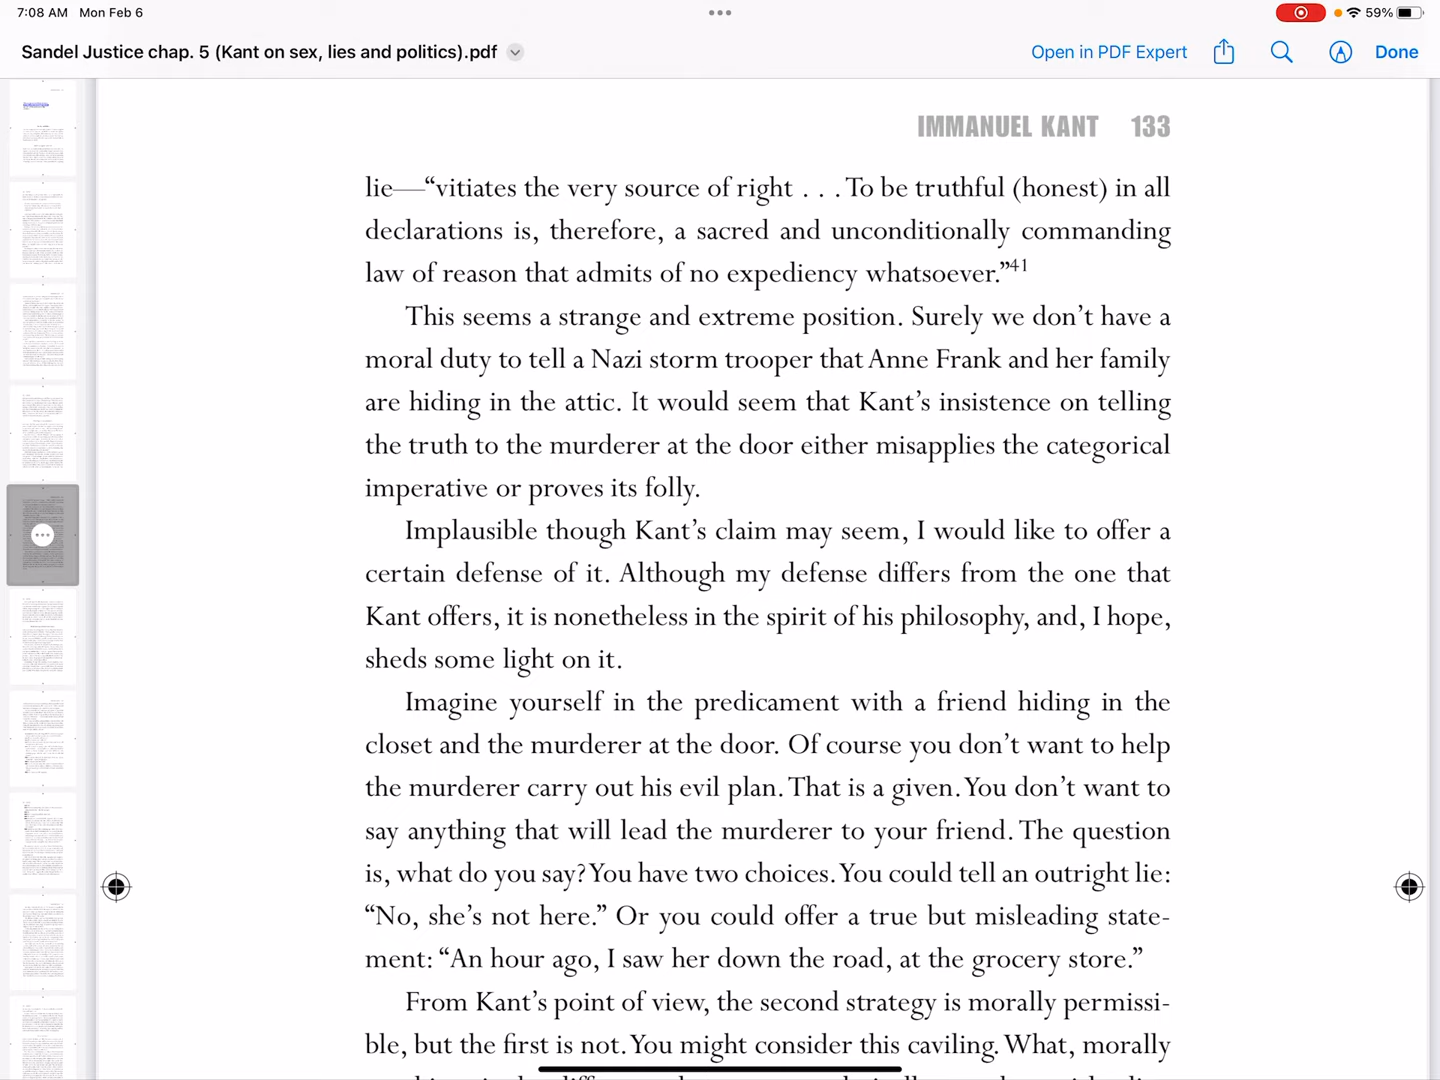 7:08 AM Mon Feb 6
59%
Sandel Justice chap. 5 (Kant on sex, lies and politics).pdf
Open in PDF Expert
Done
IMMANUEL KANT 133
lie—“vitiates the very source of right . . . To be truthful (honest) in all
declarations is, therefore, a sacred and unconditionally commanding
law of reason that admits of no expediency whatsoever.”41
This seems a strange and extreme position. Surely we don’t have a
moral duty to tell a Nazi storm trooper that Anne Frank and her family
are hiding in the attic. It would seem that Kant’s insistence on telling
the truth to the murderer at the door either misapplies the categorical
imperative or proves its folly.
Implausible though Kant’s claim may seem, I would like to offer a
certain defense of it. Although my defense differs from the one that
Kant offers, it is nonetheless in the spirit of his philosophy, and, I hope,
sheds some light on it.
Imagine yourself in the predicament with a friend hiding in the
closet and the murderer at the door. Of course you don’t want to help
the murderer carry out his evil plan. That is a given. You don’t want to
say anything that will lead the murderer to your friend. The question
is, what do you say? You have two choices. You could tell an outright lie:
“No, she’s not here.” Or you could offer a true but misleading state-
ment: “An hour ago, I saw her down the road, at the grocery store.”
From Kant’s point of view, the second strategy is morally permissi-
ble, but the first is not. You might consider this caviling. What, morally